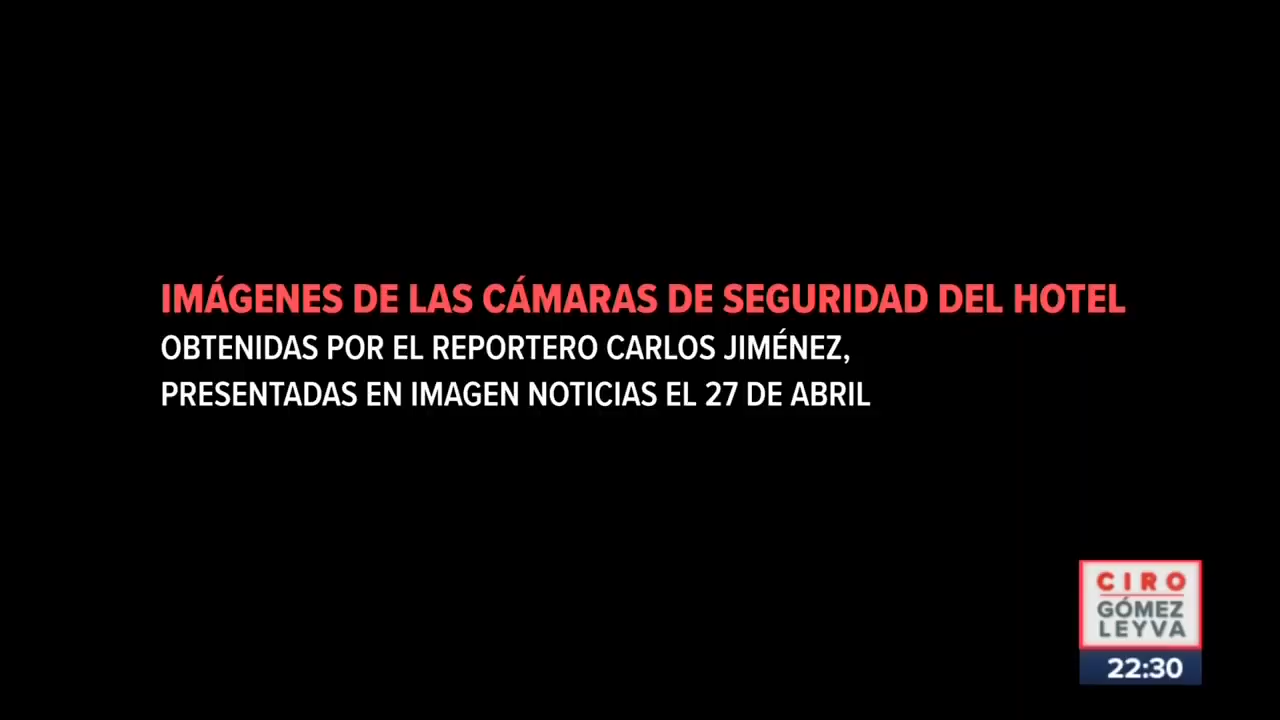 IMÁGENES DE LAS CÁMARAS DE SEGURIDAD DEL HOTEL
OBTENIDAS POR EL REPORTERO CARLOS JIMÉNEZ,
PRESENTADAS EN IMAGEN NOTICIAS EL 27 DE ABRIL
CIRO
GÓMEZ
LEYVA
22:30